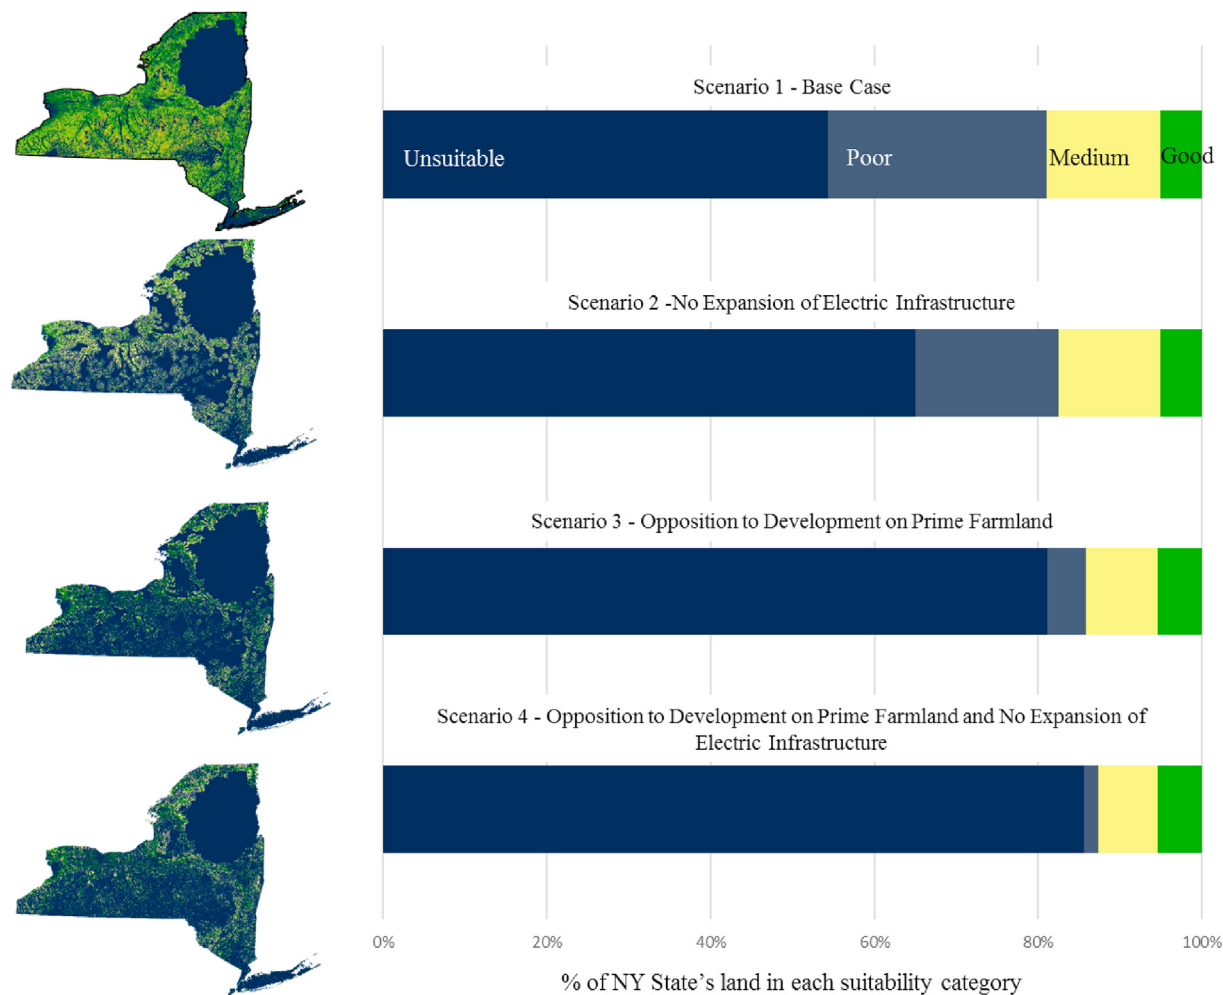 Scenario 1 - Base Case
Unsuitable
Poor
Medium
Good
Scenario 2 -No Expansion of Electric Infrastructure
Scenario 3 - Opposition to Development on Prime Farmland
Scenario 4 - Opposition to Development on Prime Farmland and No Expansion of
Electric Infrastructure
0%
20%
40%
60%
80%
100%
% of NY State's land in each suitability category